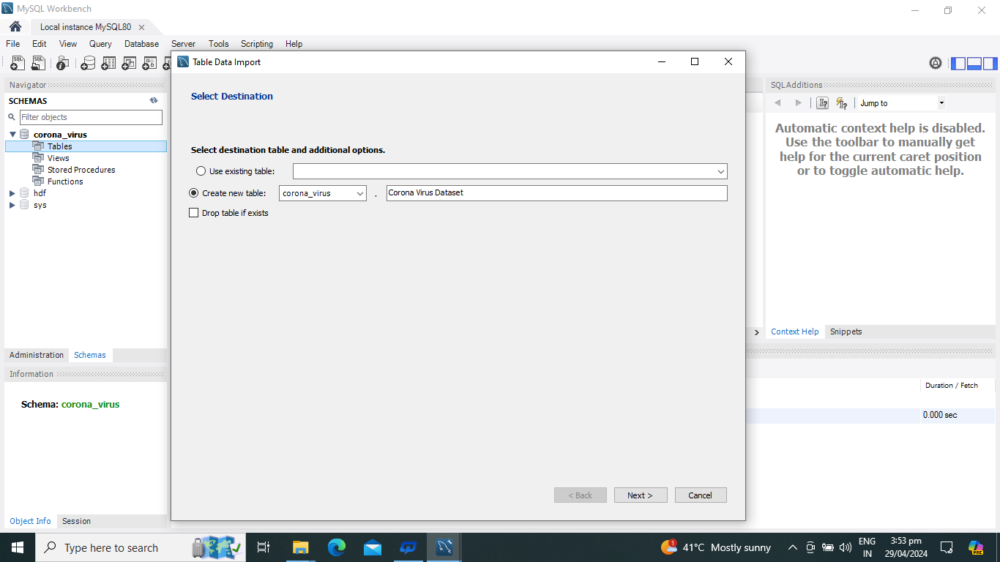 MySQL Workbench
Local instance MySQL80
File Edit View Query Database Server Tools Scripting Help
Navigator
SCHEMAS
Filter objects
corona_virus
Tables
Views
Stored Procedures
Functions
hdf
sys
Administration Schemas
Information
Schema: corona_virus
Object Info Session
Table Data Import
Select Destination
Select destination table and additional options.
Use existing table:
Create new table: corona_virus . Corona Virus Dataset
Drop table if exists
< Back Next > Cancel
SQLAdditions
Jump to
Automatic context help is disabled.
Use the toolbar to manually get
help for the current caret position
or to toggle automatic help.
Context Help Snippets
Duration / Fetch
0.000 sec
Type here to search
1
41°C Mostly sunny
ENG
IN
3:53 pm
29/04/2024
PRE